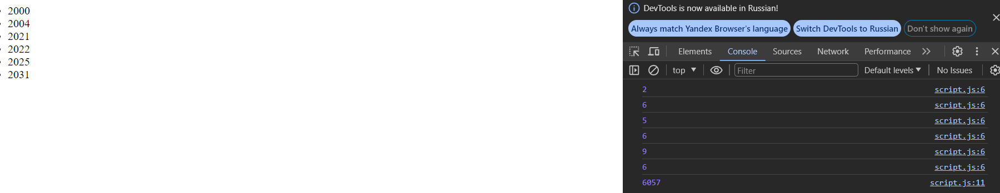 2000
2004
2021
2022
2025
2031
DevTools is now available in Russian!
Always match Yandex Browser's language Switch DevTools to Russian Don't show again
Elements Console Sources Network Performance
top Filter Default levels No Issues
2 script.js:6
6 script.js:6
5 script.js:6
6 script.js:6
9 script.js:6
6 script.js:6
6057 script.js:11